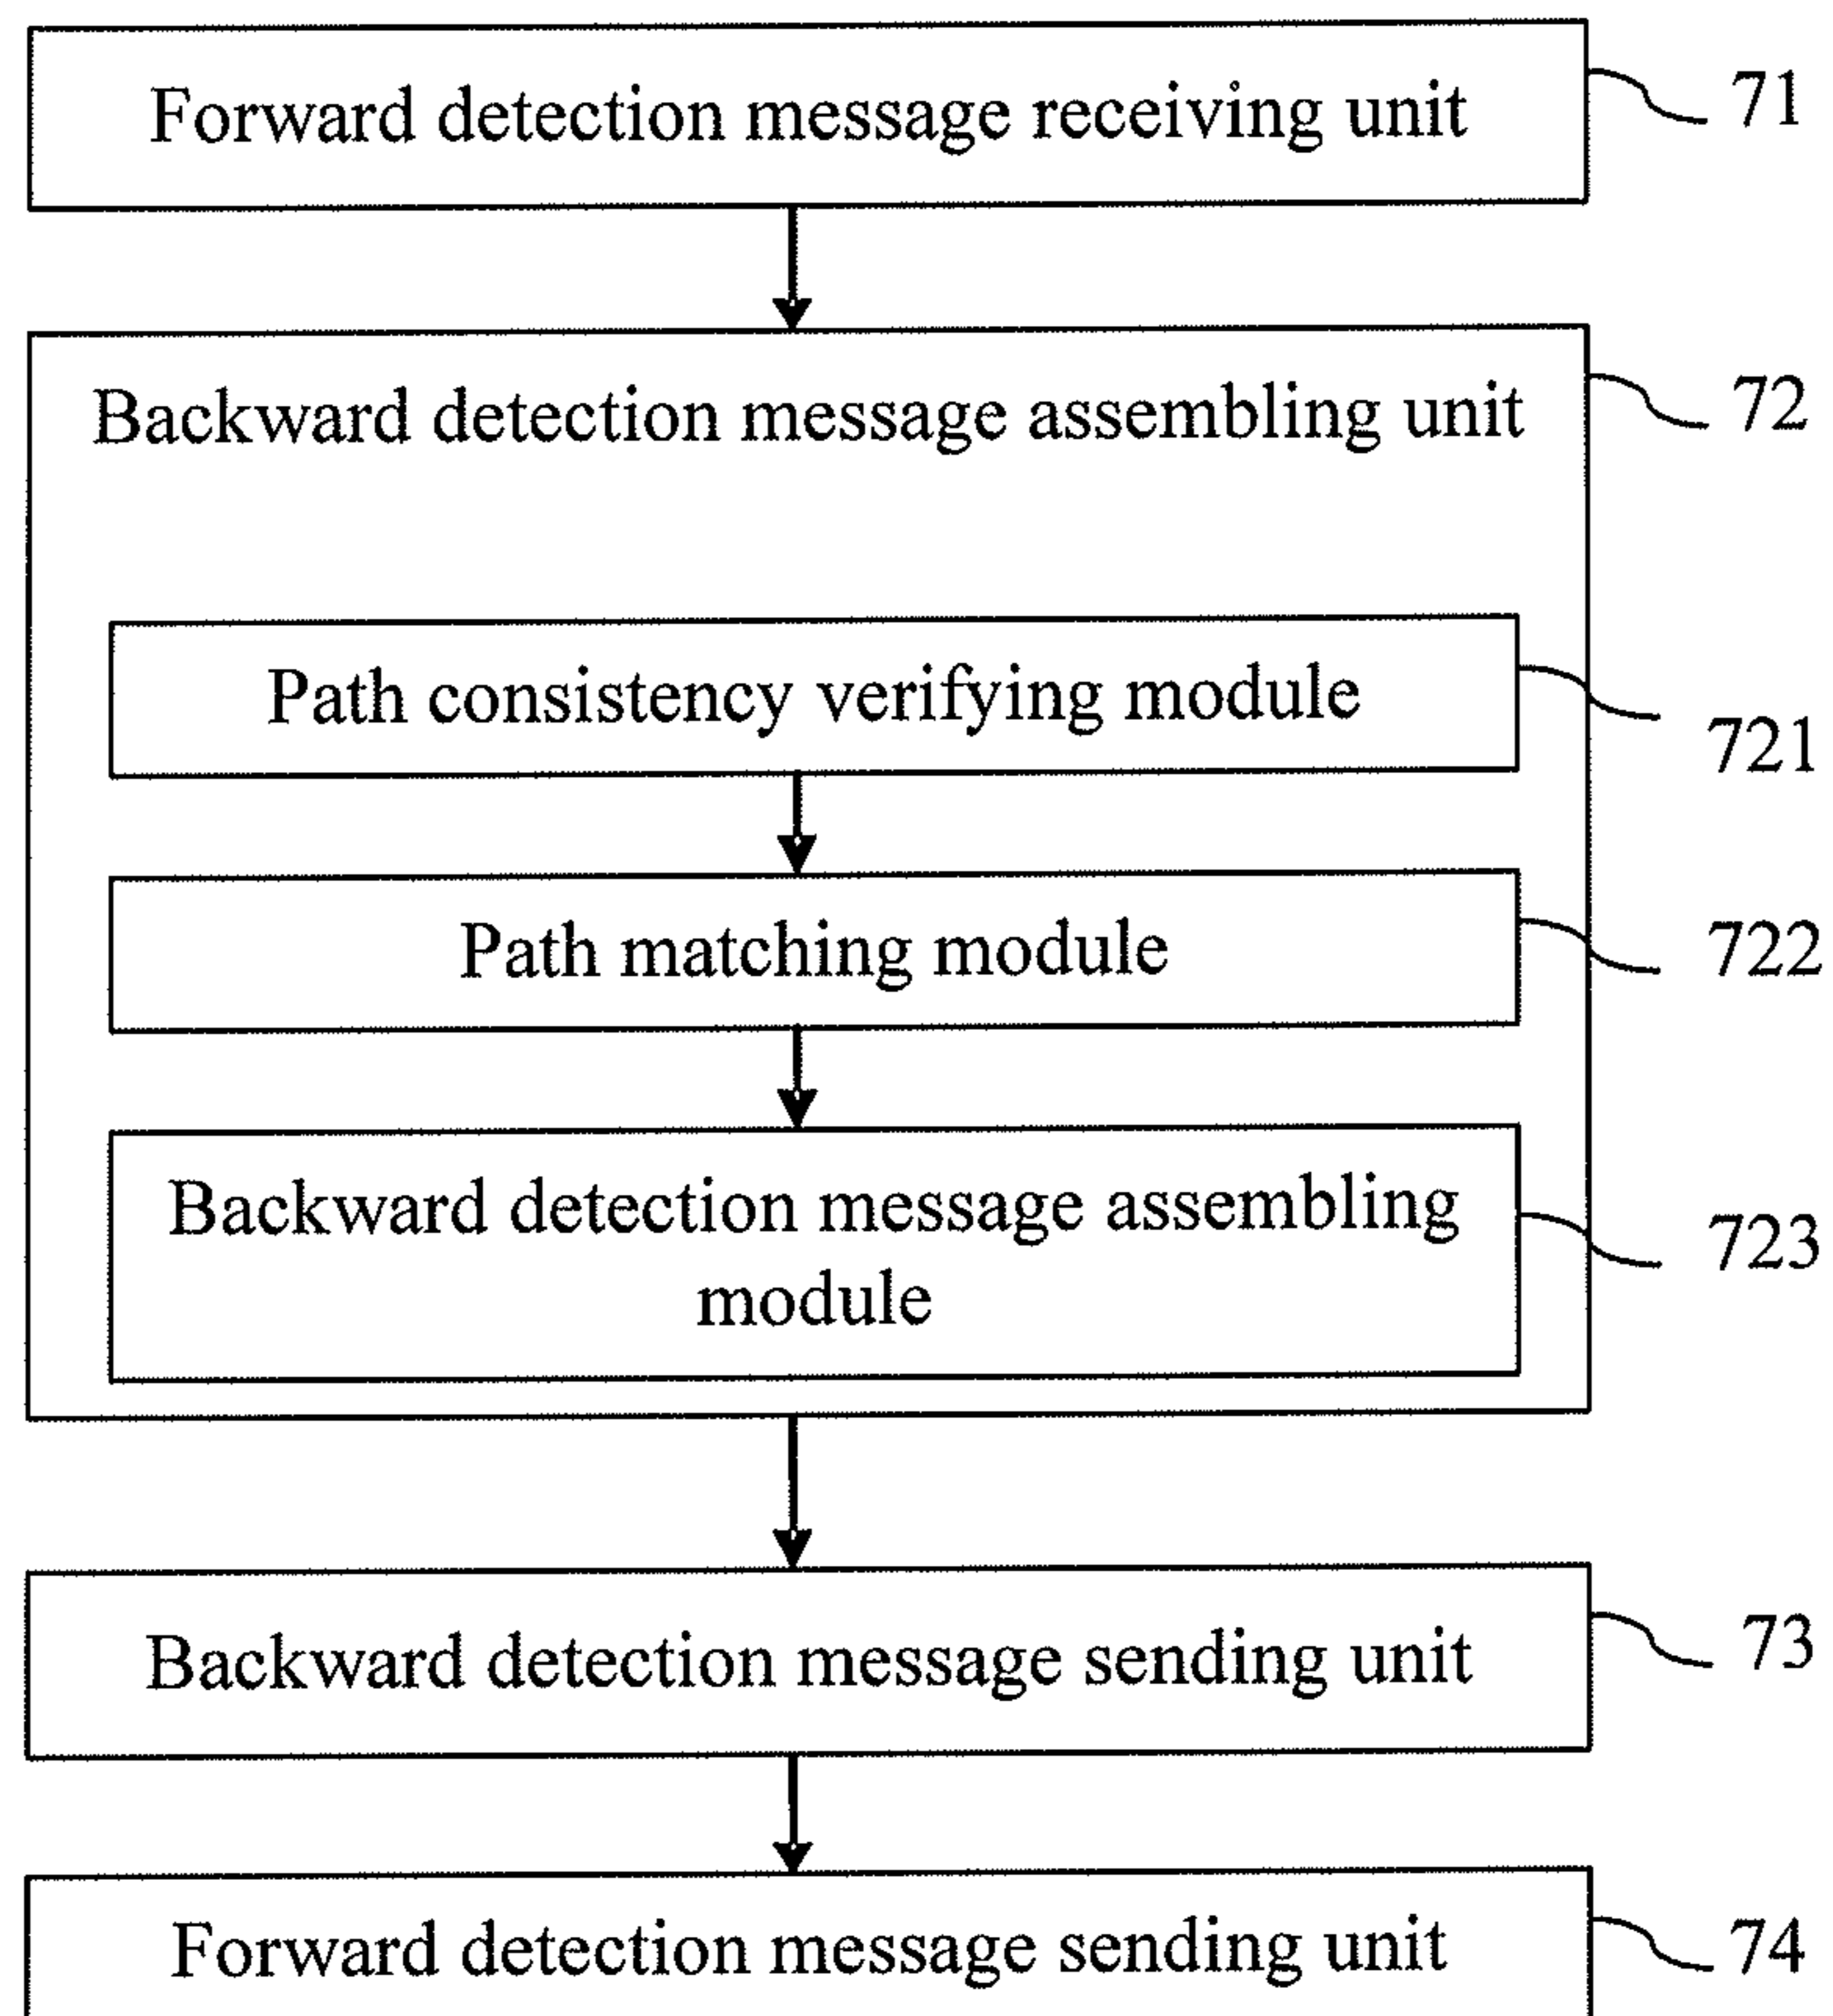 Forward detection message receiving unit
71
Backward detection message assembling unit
72
Path consistency verifying module
721
Path matching module
722
Backward detection message assembling
module
723
Backward detection message sending unit
73
Forward detection message sending unit
74